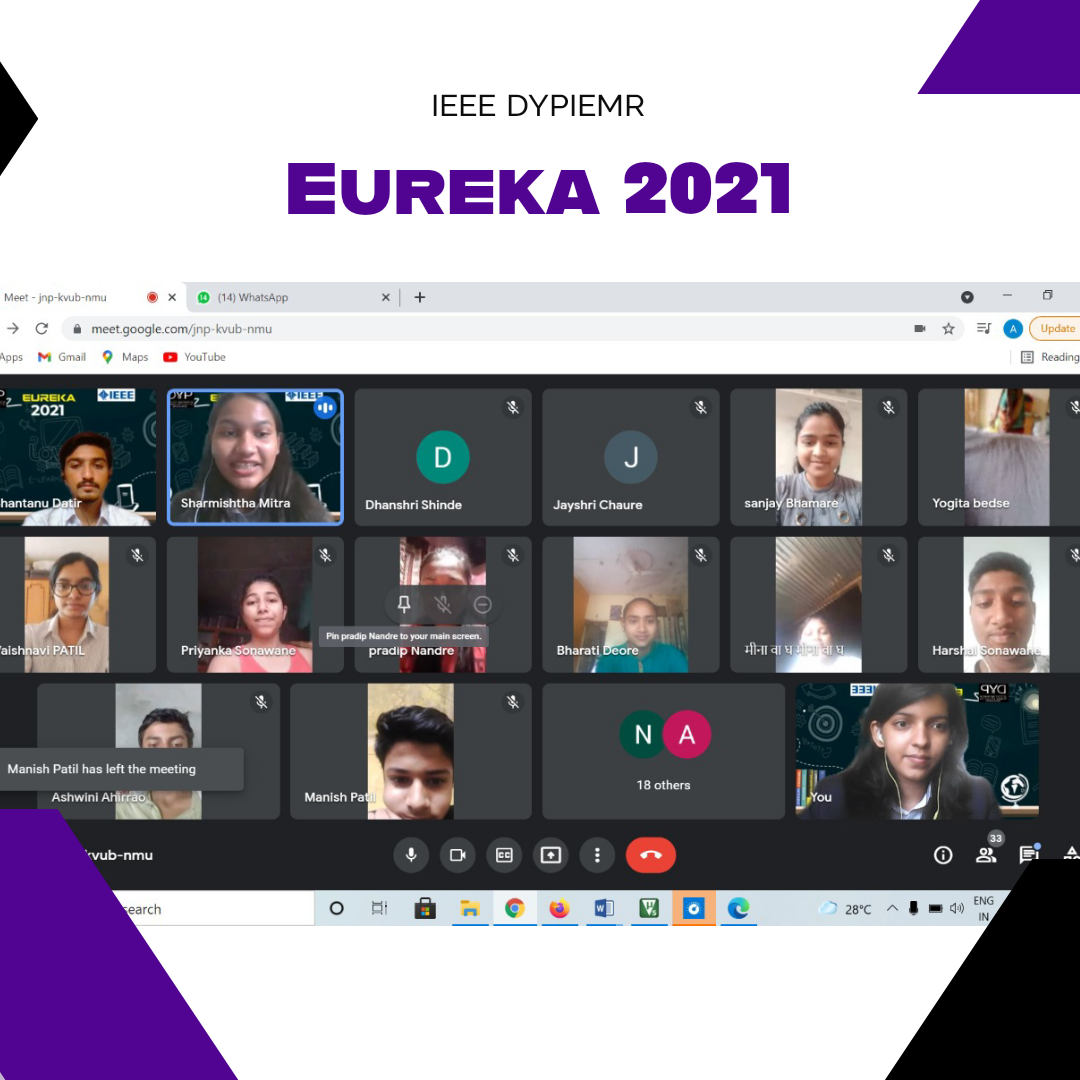 IEEE DYPIEMR
EUREKA 2021
Meet - jnp-kvub-nmu
(14) WhatsApp
meet.google.com/jnp-kvub-nmu
A
Update
Apps
Gmail
Maps
YouTube
Reading
EUREKA
2021
IEEE
hantanu Datir
Sharmishtha Mitra
D
Dhanshri Shinde
J
Jayshri Chaure
sanjay Bhamare
Yogita bedse
aishnavi PATIL
Priyanka Sonawane
Pin pradip Nandre to your main screen.
pradip Nandre
Bharati Deore
मीना वा घ मीना वा घ
Harshal Sonawane
Manish Patil has left the meeting
Ashwini Ahirrao
Manish Patil
N A
18 others
You
kvub-nmu
33
search
28°C
ENG
IN